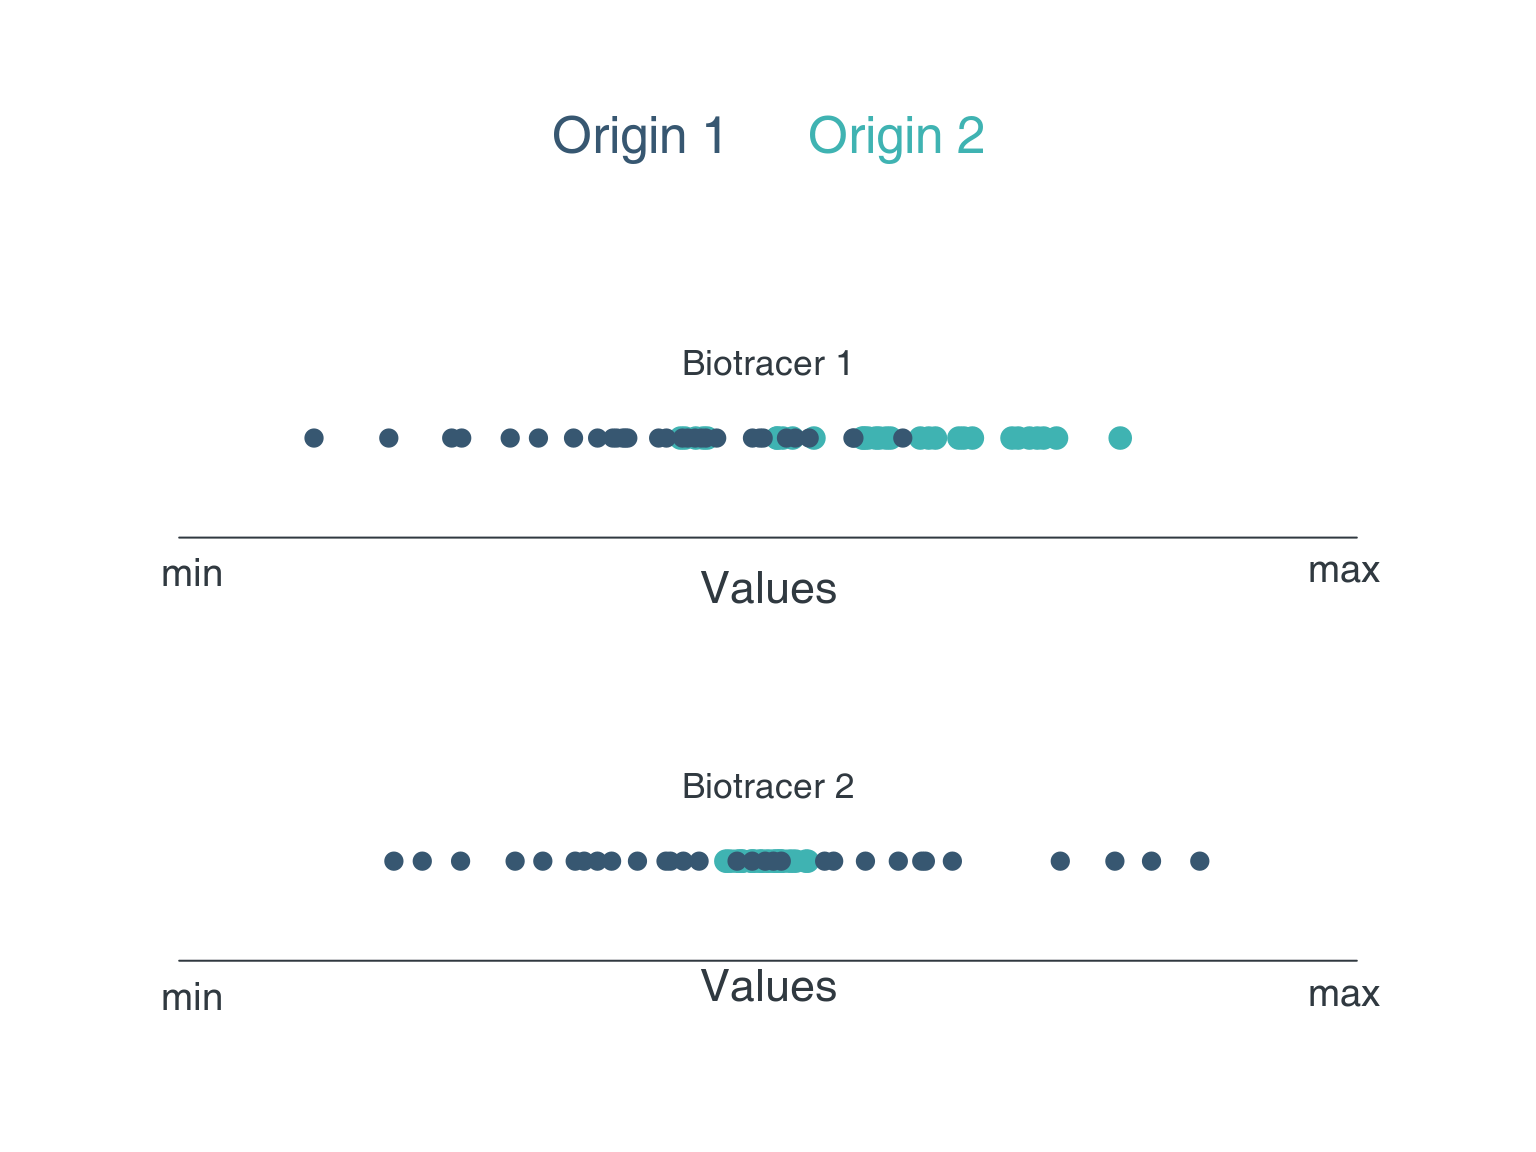 Origin 1 Origin 2
Biotracer 1
min Values max
Biotracer 2
min Values max